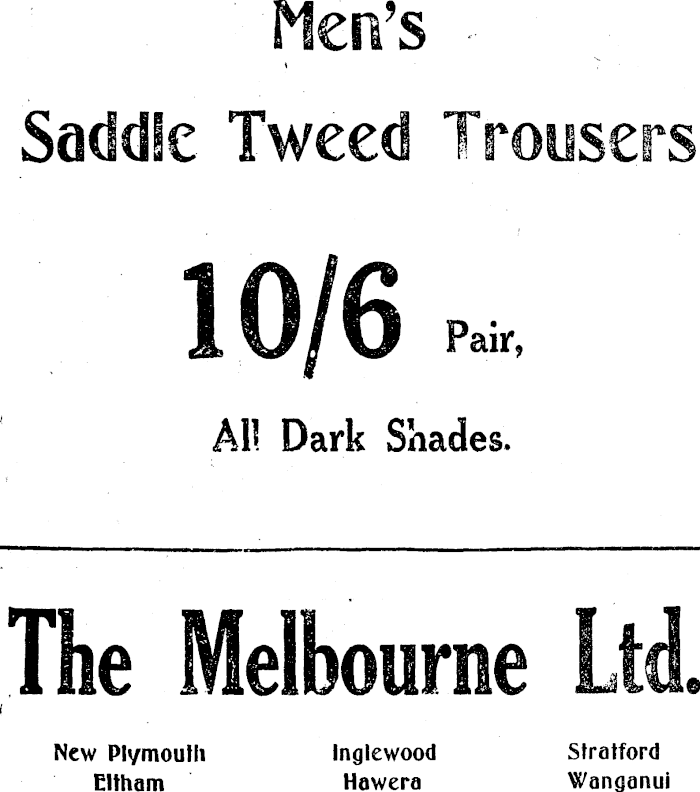 Men's
Saddle Tweed Trousers
10/6 Pair,
All Dark Shades.
The Melbourne Ltd.
New Plymouth Inglewood Stratford
Eltham Hawera Wanganui